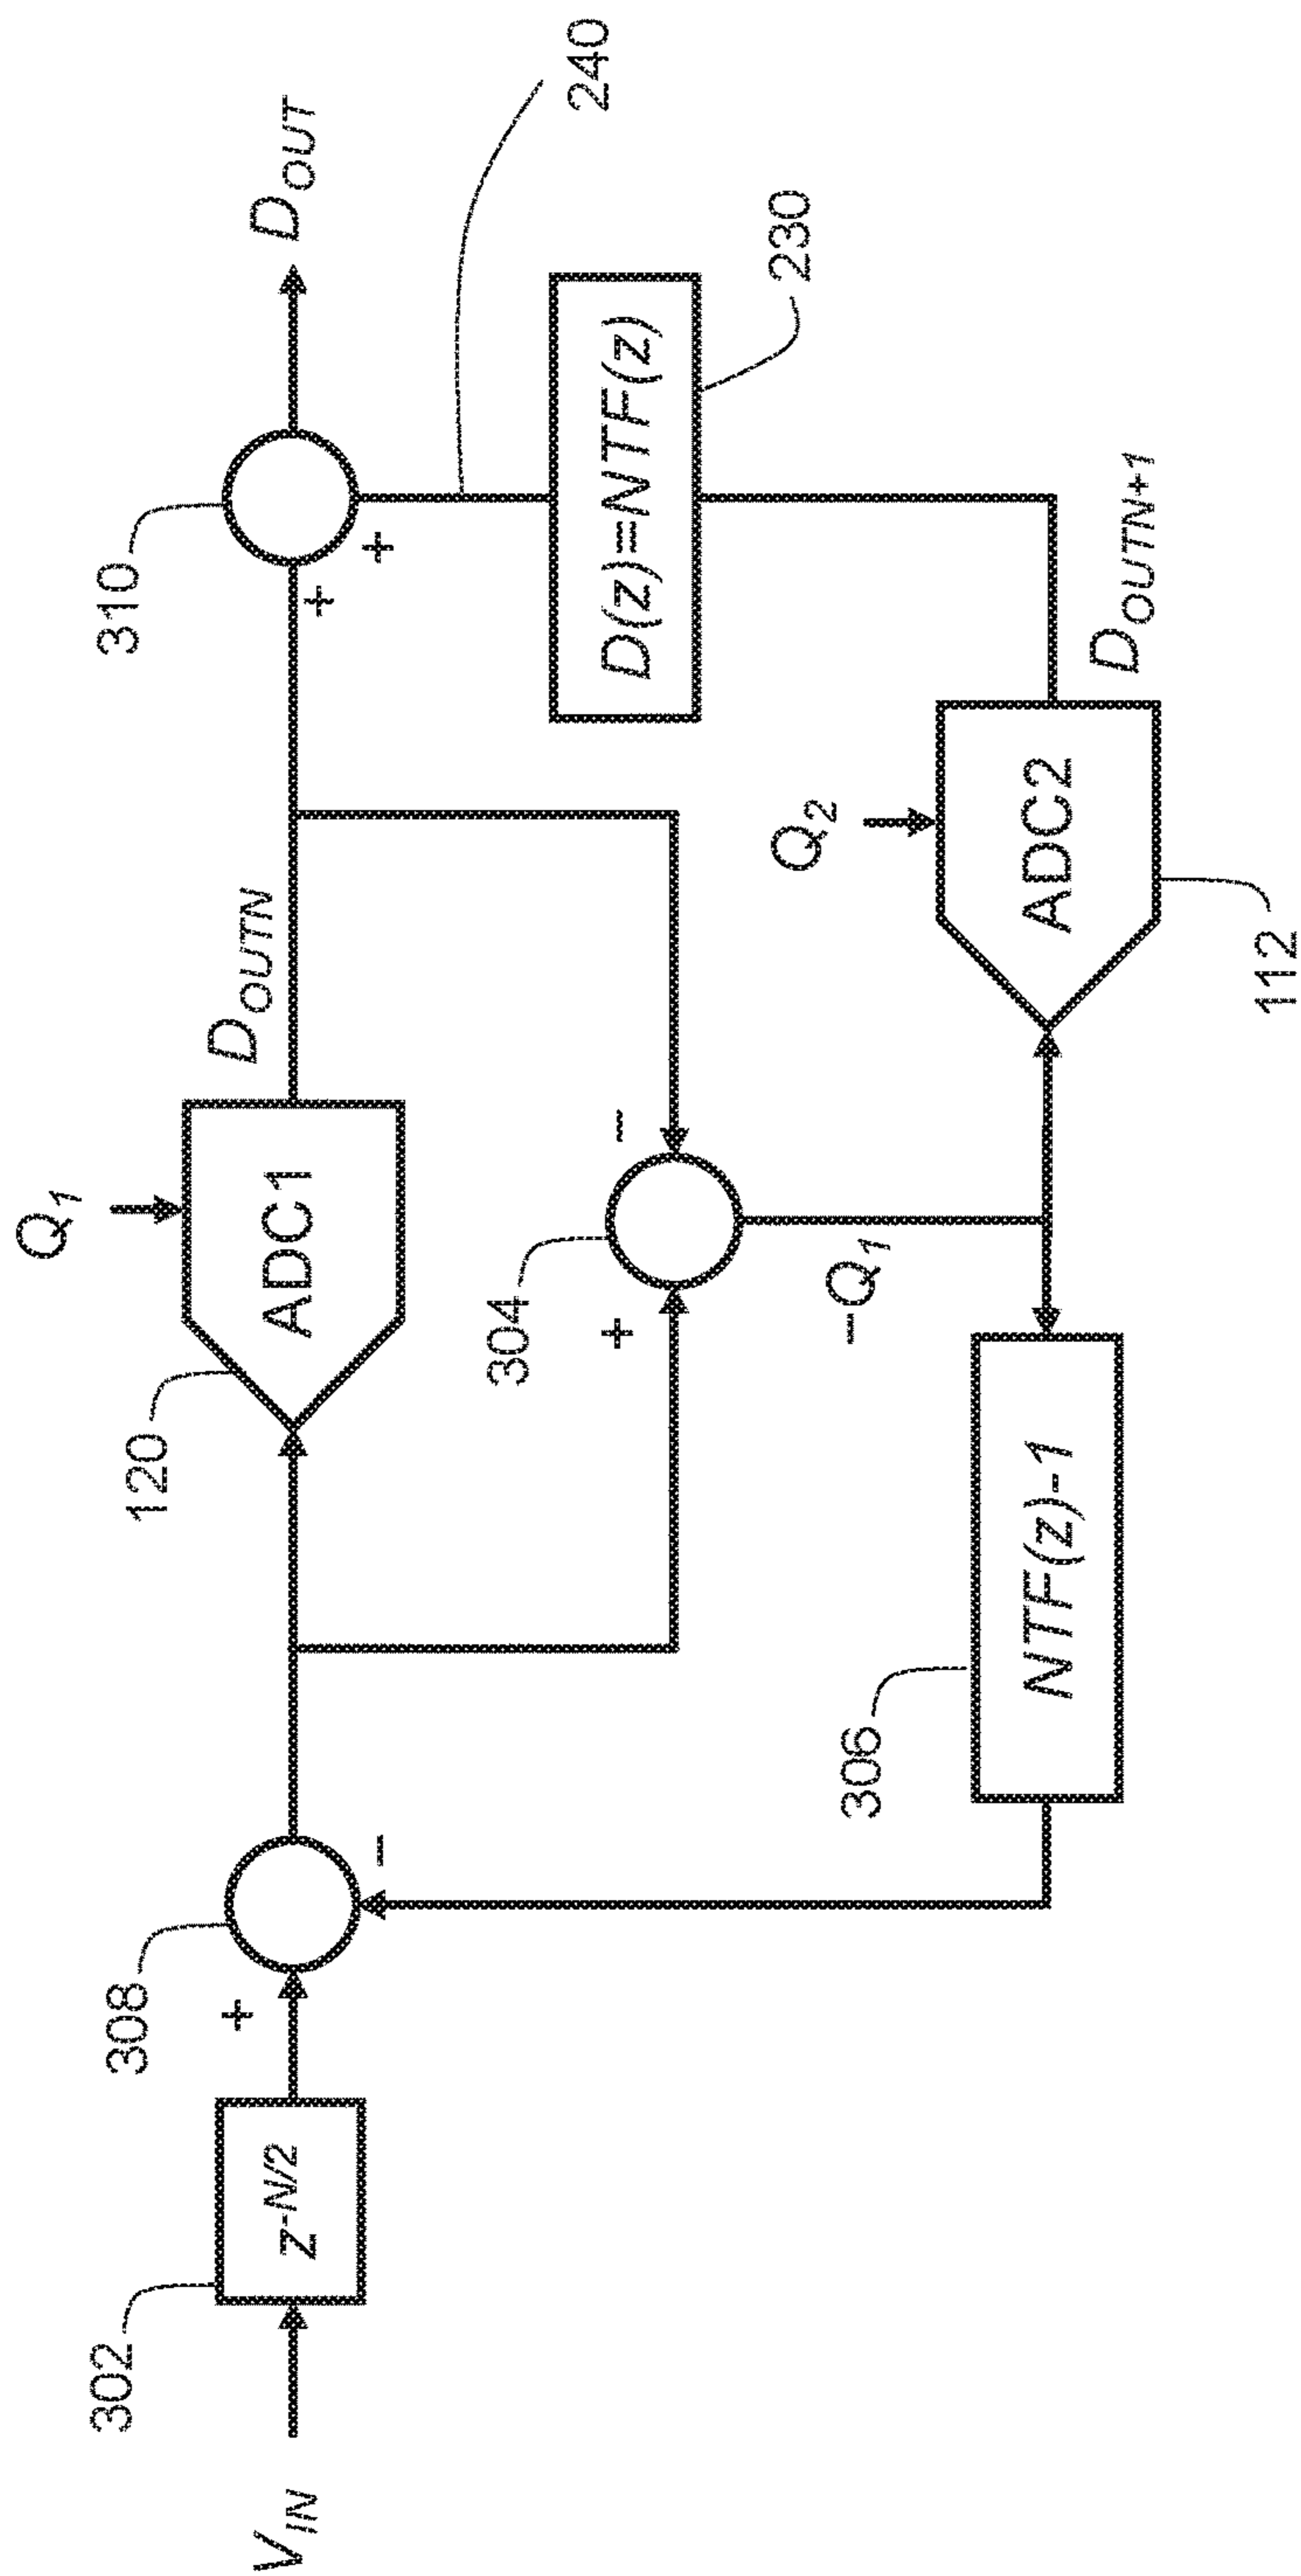 V_IN
302
z^-N/2
308
+
−
120
Q_1
ADC1
D_OUTN
310
+
+
D_OUT
304
+
−
−Q_1
240
D(z)=NTF(z)
230
306
NTF(z)-1
Q_2
ADC2
112
D_OUTN+1